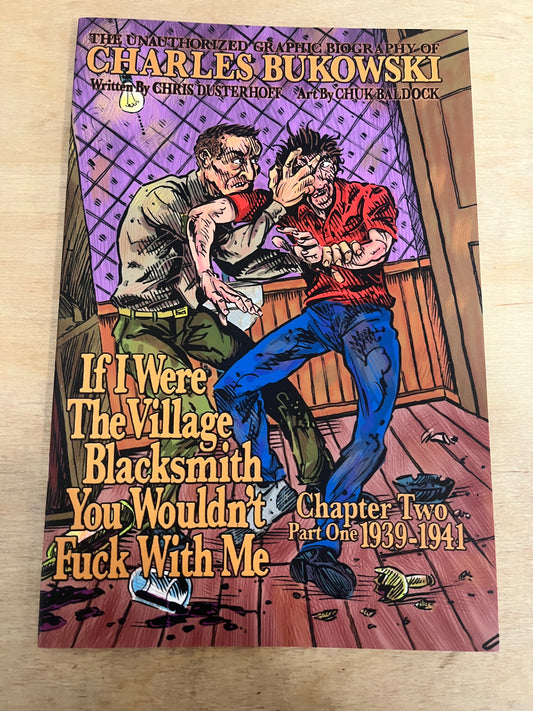 THE UNAUTHORIZED GRAPHIC BIOGRAPHY OF
CHARLES BUKOWSKI
Written By CHRIS DUSTERHOFF Art By CHUK BALDOCK
If I Were
The Village
Blacksmith
You Wouldn't
Fuck With Me
Chapter Two
Part One 1939-1941